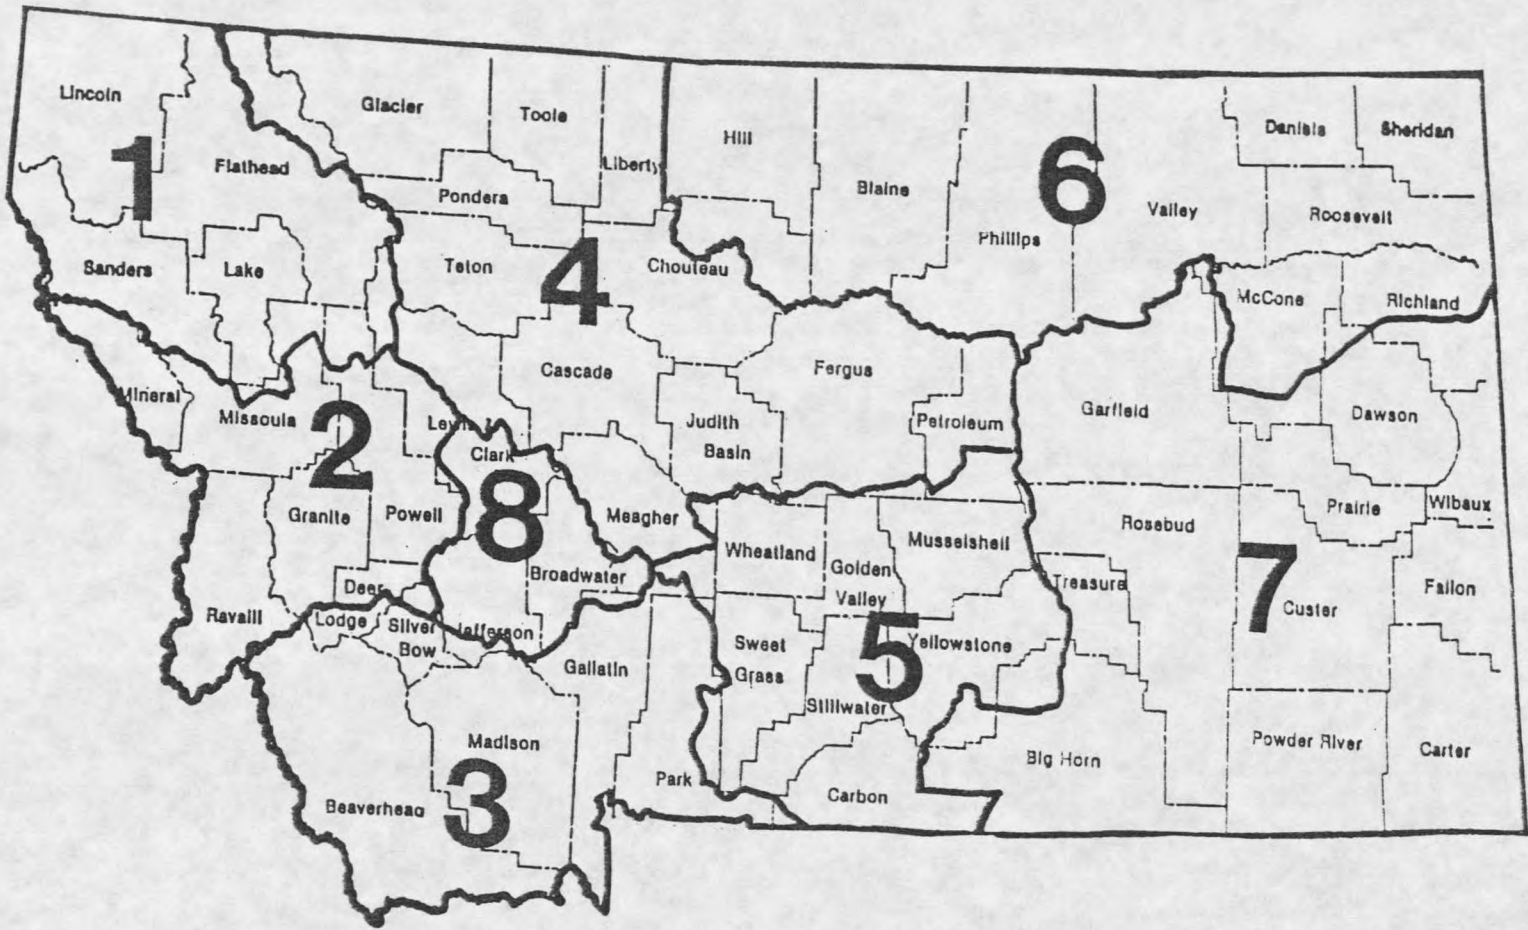 Lincoln
Glacier
Toole
Hill
Daniels
Sheridan
1
Flathead
Liberty
Pondera
Blaine
6
Valley
Roosevelt
Phillips
Sanders
Lake
Teton
4
Chouteau
McCone
Richland
Mineral
Missoula
2
Cascade
Fergus
Garfield
Dawson
Lewis &
Clark
Judith
Basin
Petroleum
8
Granite
Powell
Meagher
Wheatland
Golden
Valley
Musselshell
Rosebud
Prairie
Wibaux
Broadwater
Treasure
7
Custer
Fallon
Deer
Lodge
Ravalli
Silver
Bow
Jefferson
Gallatin
Sweet
Grass
5
Yellowstone
Stillwater
Madison
3
Beaverhead
Park
Carbon
Big Horn
Powder River
Carter